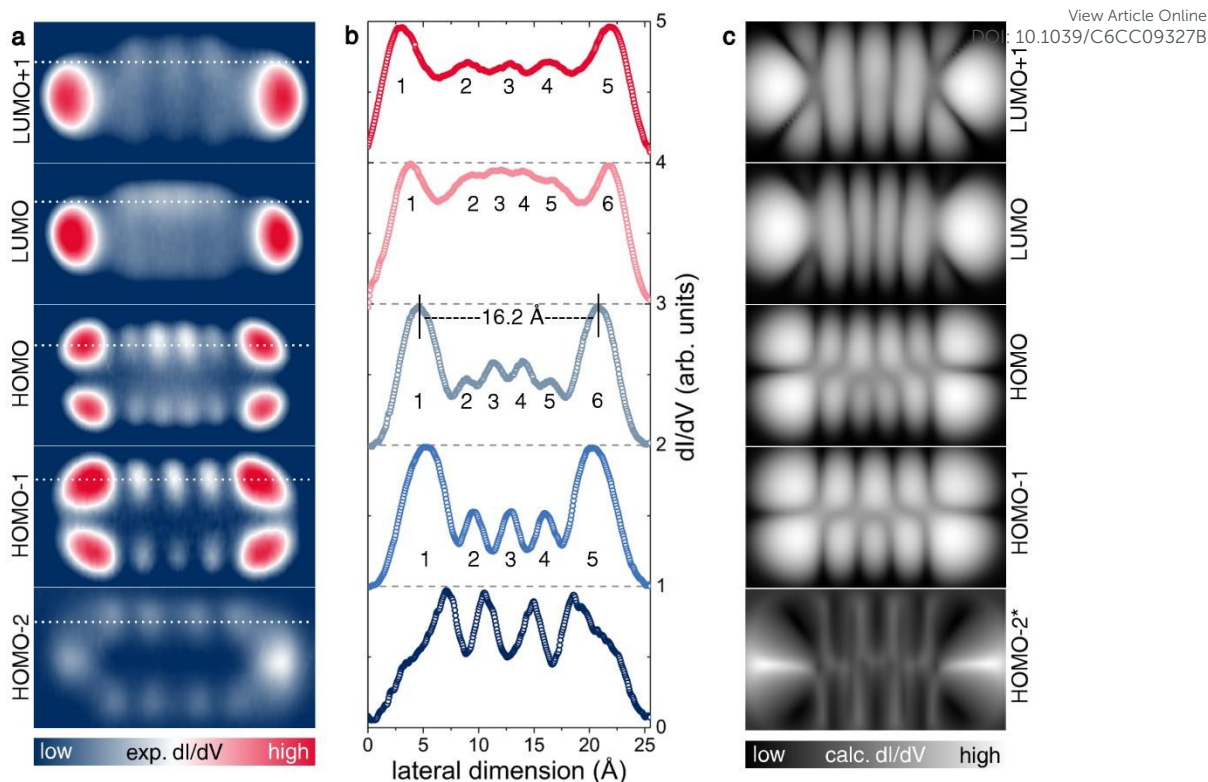 View Article Online
DOI: 10.1039/C6CC09327B
a
LUMO+1
LUMO
HOMO
HOMO-1
HOMO-2
low exp. dI/dV high
b
1 2 3 4 5
1 2 3 4 5 6
16.2 Å
1 2 3 4 5 6
1 2 3 4 5
5
4
3
2
1
0
dI/dV (arb. units)
0 5 10 15 20 25
lateral dimension (Å)
c
LUMO+1
LUMO
HOMO
HOMO-1
HOMO-2*
low calc. dI/dV high